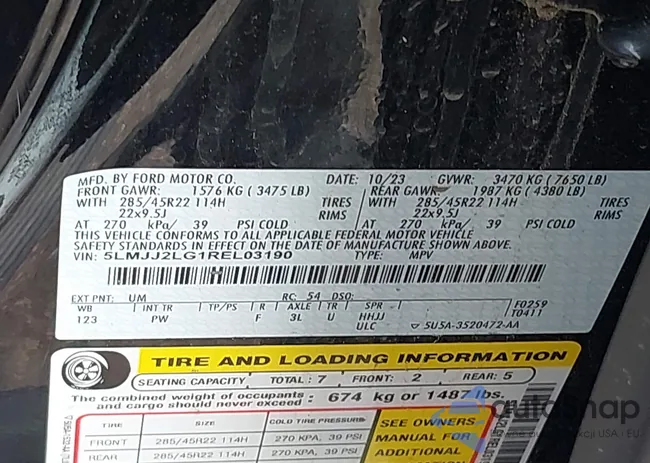 MFD. BY FORD MOTOR CO. DATE: 10/23 GVWR: 3470 KG (7650 LB)
FRONT GAWR: 1576 KG (3475 LB) REAR GAWR: 1987 KG (4380 LB)
WITH 285/45R22 114H TIRES WITH 285/45R22 114H TIRES
22x9.5J RIMS 22x9.5J RIMS
AT 270 kPa/ 39 PSI COLD AT 270 kPa/ 39 PSI COLD
THIS VEHICLE CONFORMS TO ALL APPLICABLE FEDERAL MOTOR VEHICLE
SAFETY STANDARDS IN EFFECT ON THE DATE OF MANUFACTURE SHOWN ABOVE.
VIN: 5LMJJ2LG1REL03190 TYPE: MPV
EXT PNT: UM RC: 54 DSO: F0259
WB INT TR TP/PS R AXLE TR SPR T0411
123 PW F 3L U HHJJ
ULC 5U5A-3520472-AA
TIRE AND LOADING INFORMATION
SEATING CAPACITY TOTAL: 7 FRONT: 2 REAR: 5
The combined weight of occupants and cargo should never exceed: 674 kg or 1487 lbs.
TIRE SIZE COLD TIRE PRESSURE SEE OWNERS
FRONT 285/45R22 114H 270 KPA, 39 PSI MANUAL FOR
REAR 285/45R22 114H 270 KPA, 39 PSI ADDITIONAL
autosnap